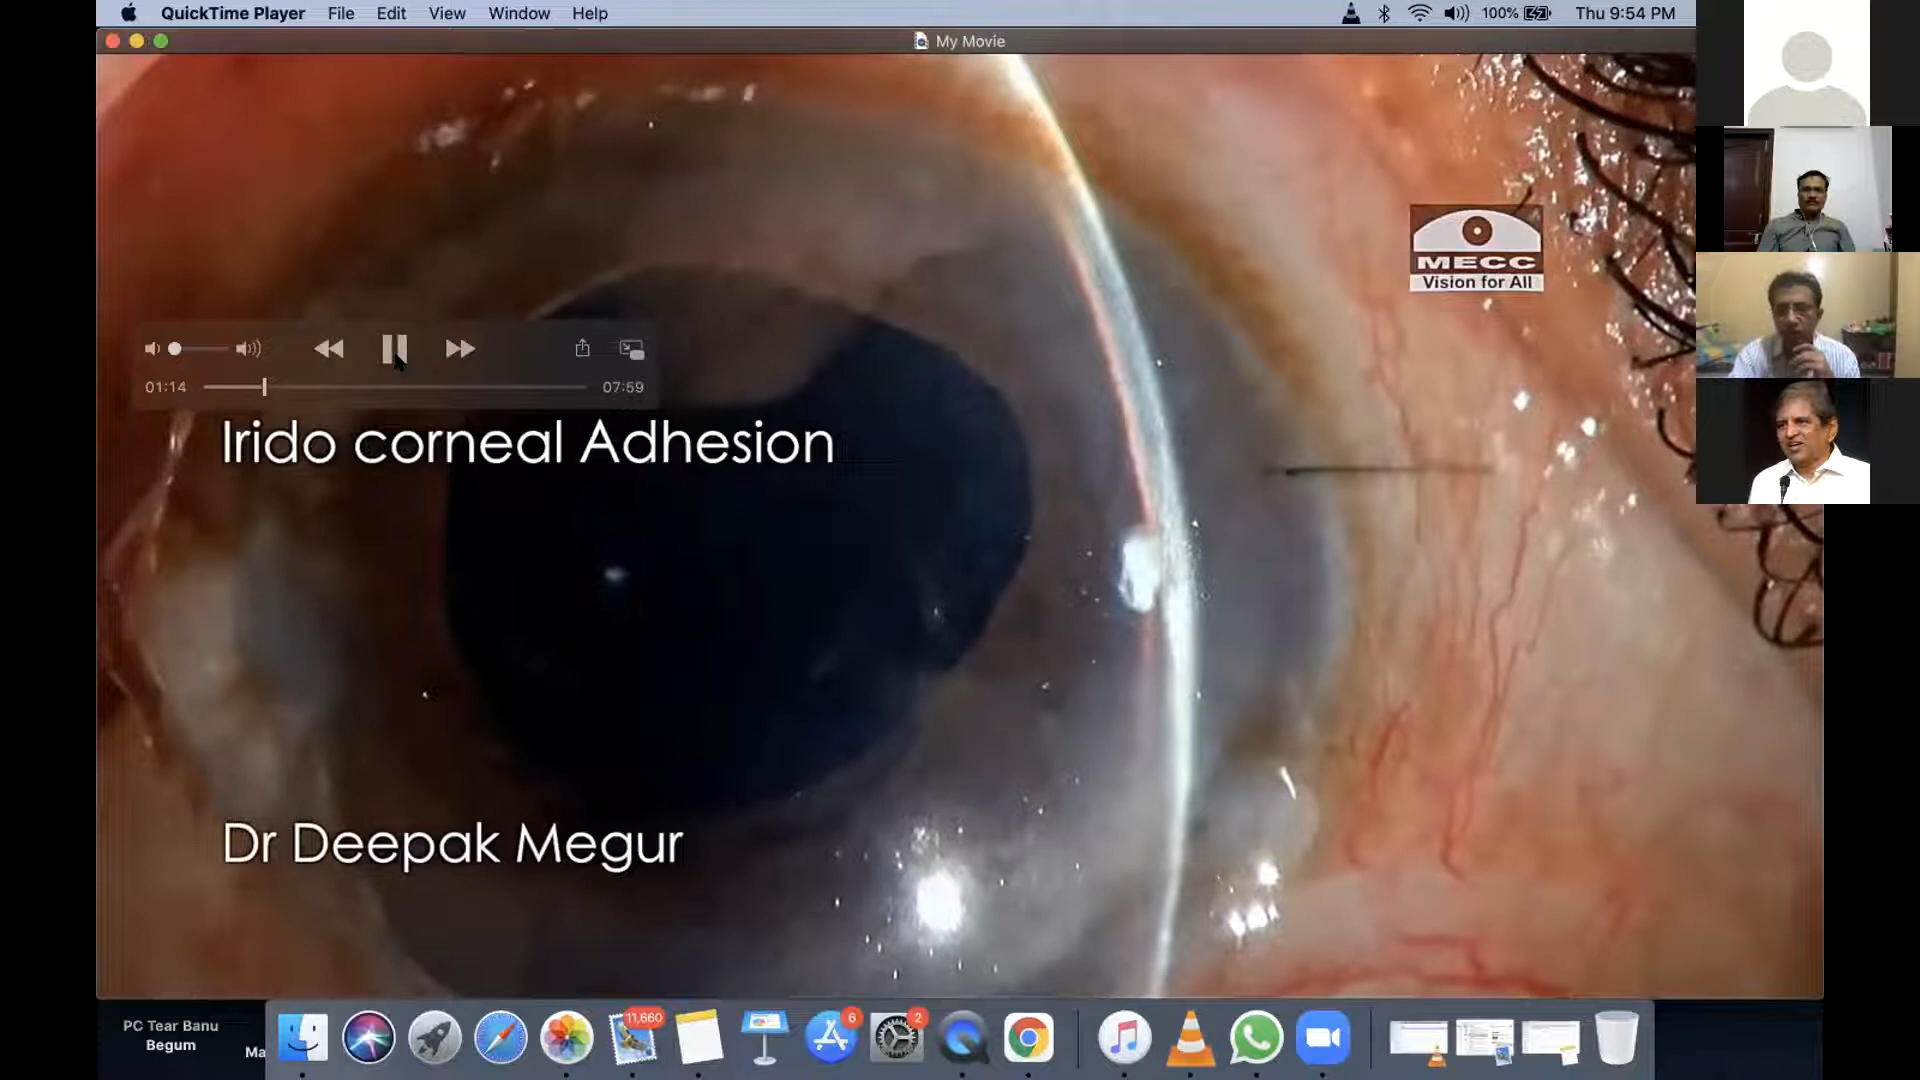 QuickTime Player File Edit View Window Help 100% Thu 9:54 PM
My Movie
MECC
Vision for All
01:14 07:59
Irido corneal Adhesion
Dr Deepak Megur
11,660 6 2
PC Tear Banu
Begum
Ma